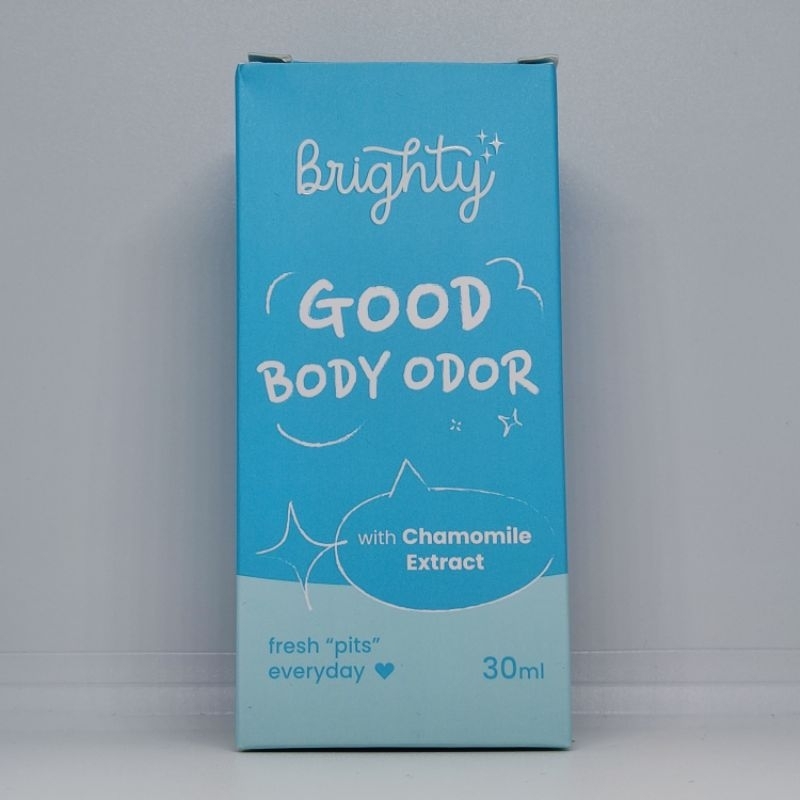 Brighty
GOOD
BODY ODOR
with Chamomile
Extract
fresh “pits”
everyday
30ml